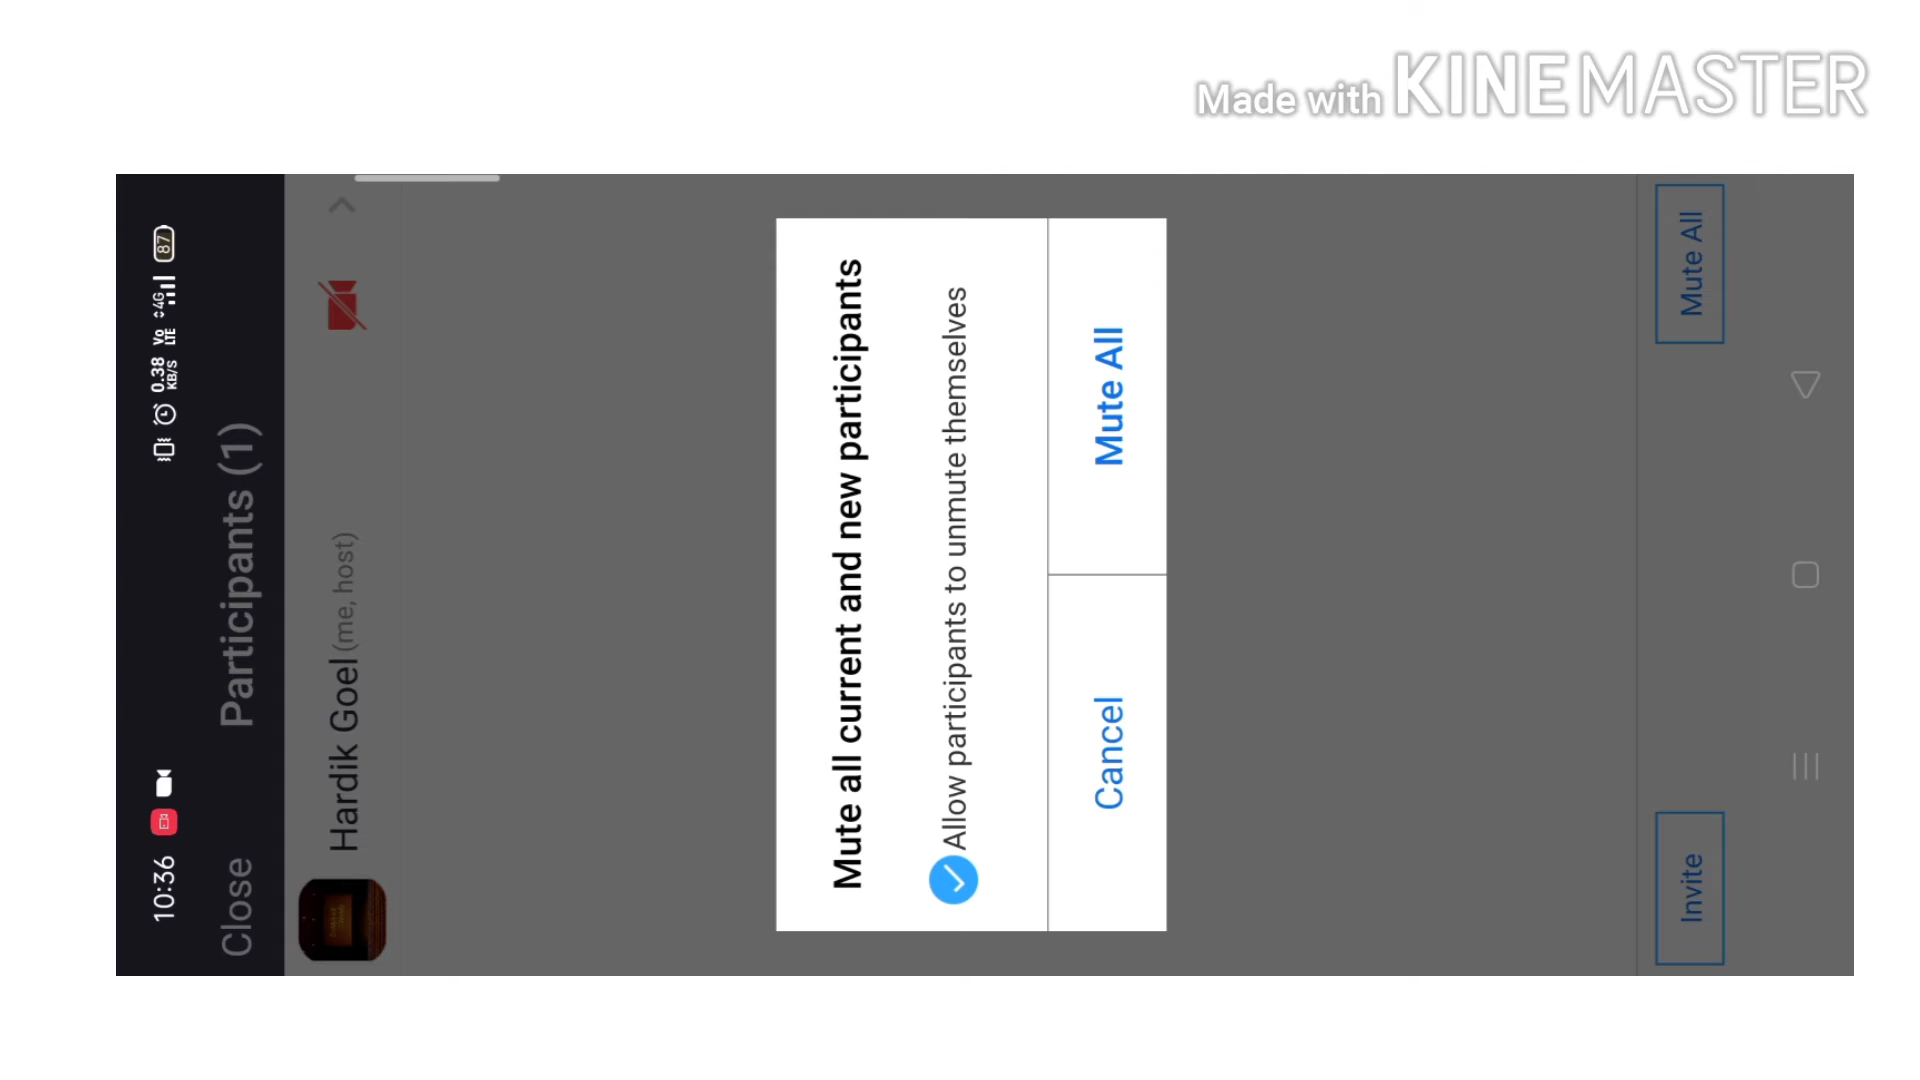 Made with KINEMASTER
10:36 0.38 KB/S Vo LTE 4G 87
Close Participants (1)
Hardik Goel (me, host)
Mute all current and new participants
Allow participants to unmute themselves
Cancel Mute All
Invite Mute All